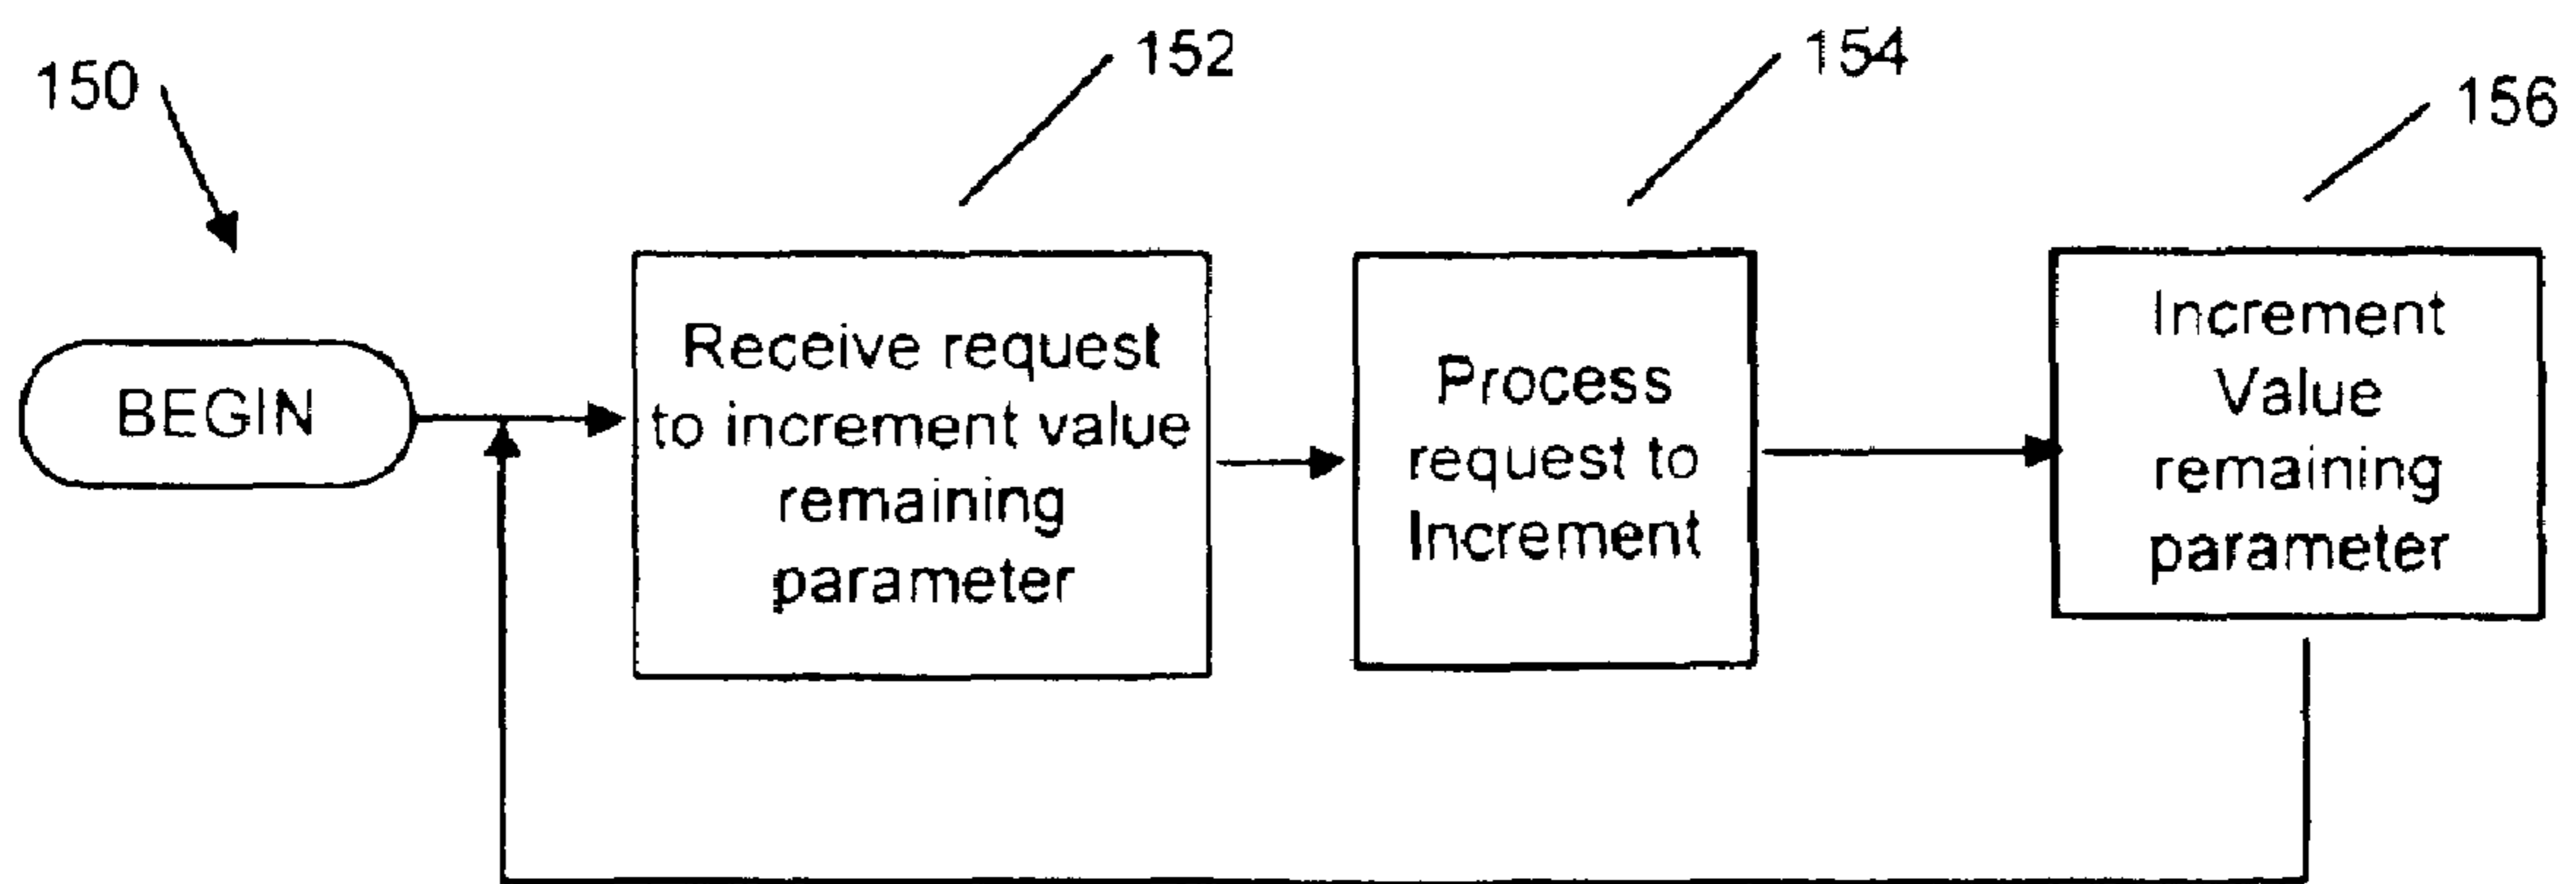 150
152
154
156
BEGIN
Receive request
to increment value
remaining
parameter
Process
request to
Increment
Increment
Value
remaining
parameter